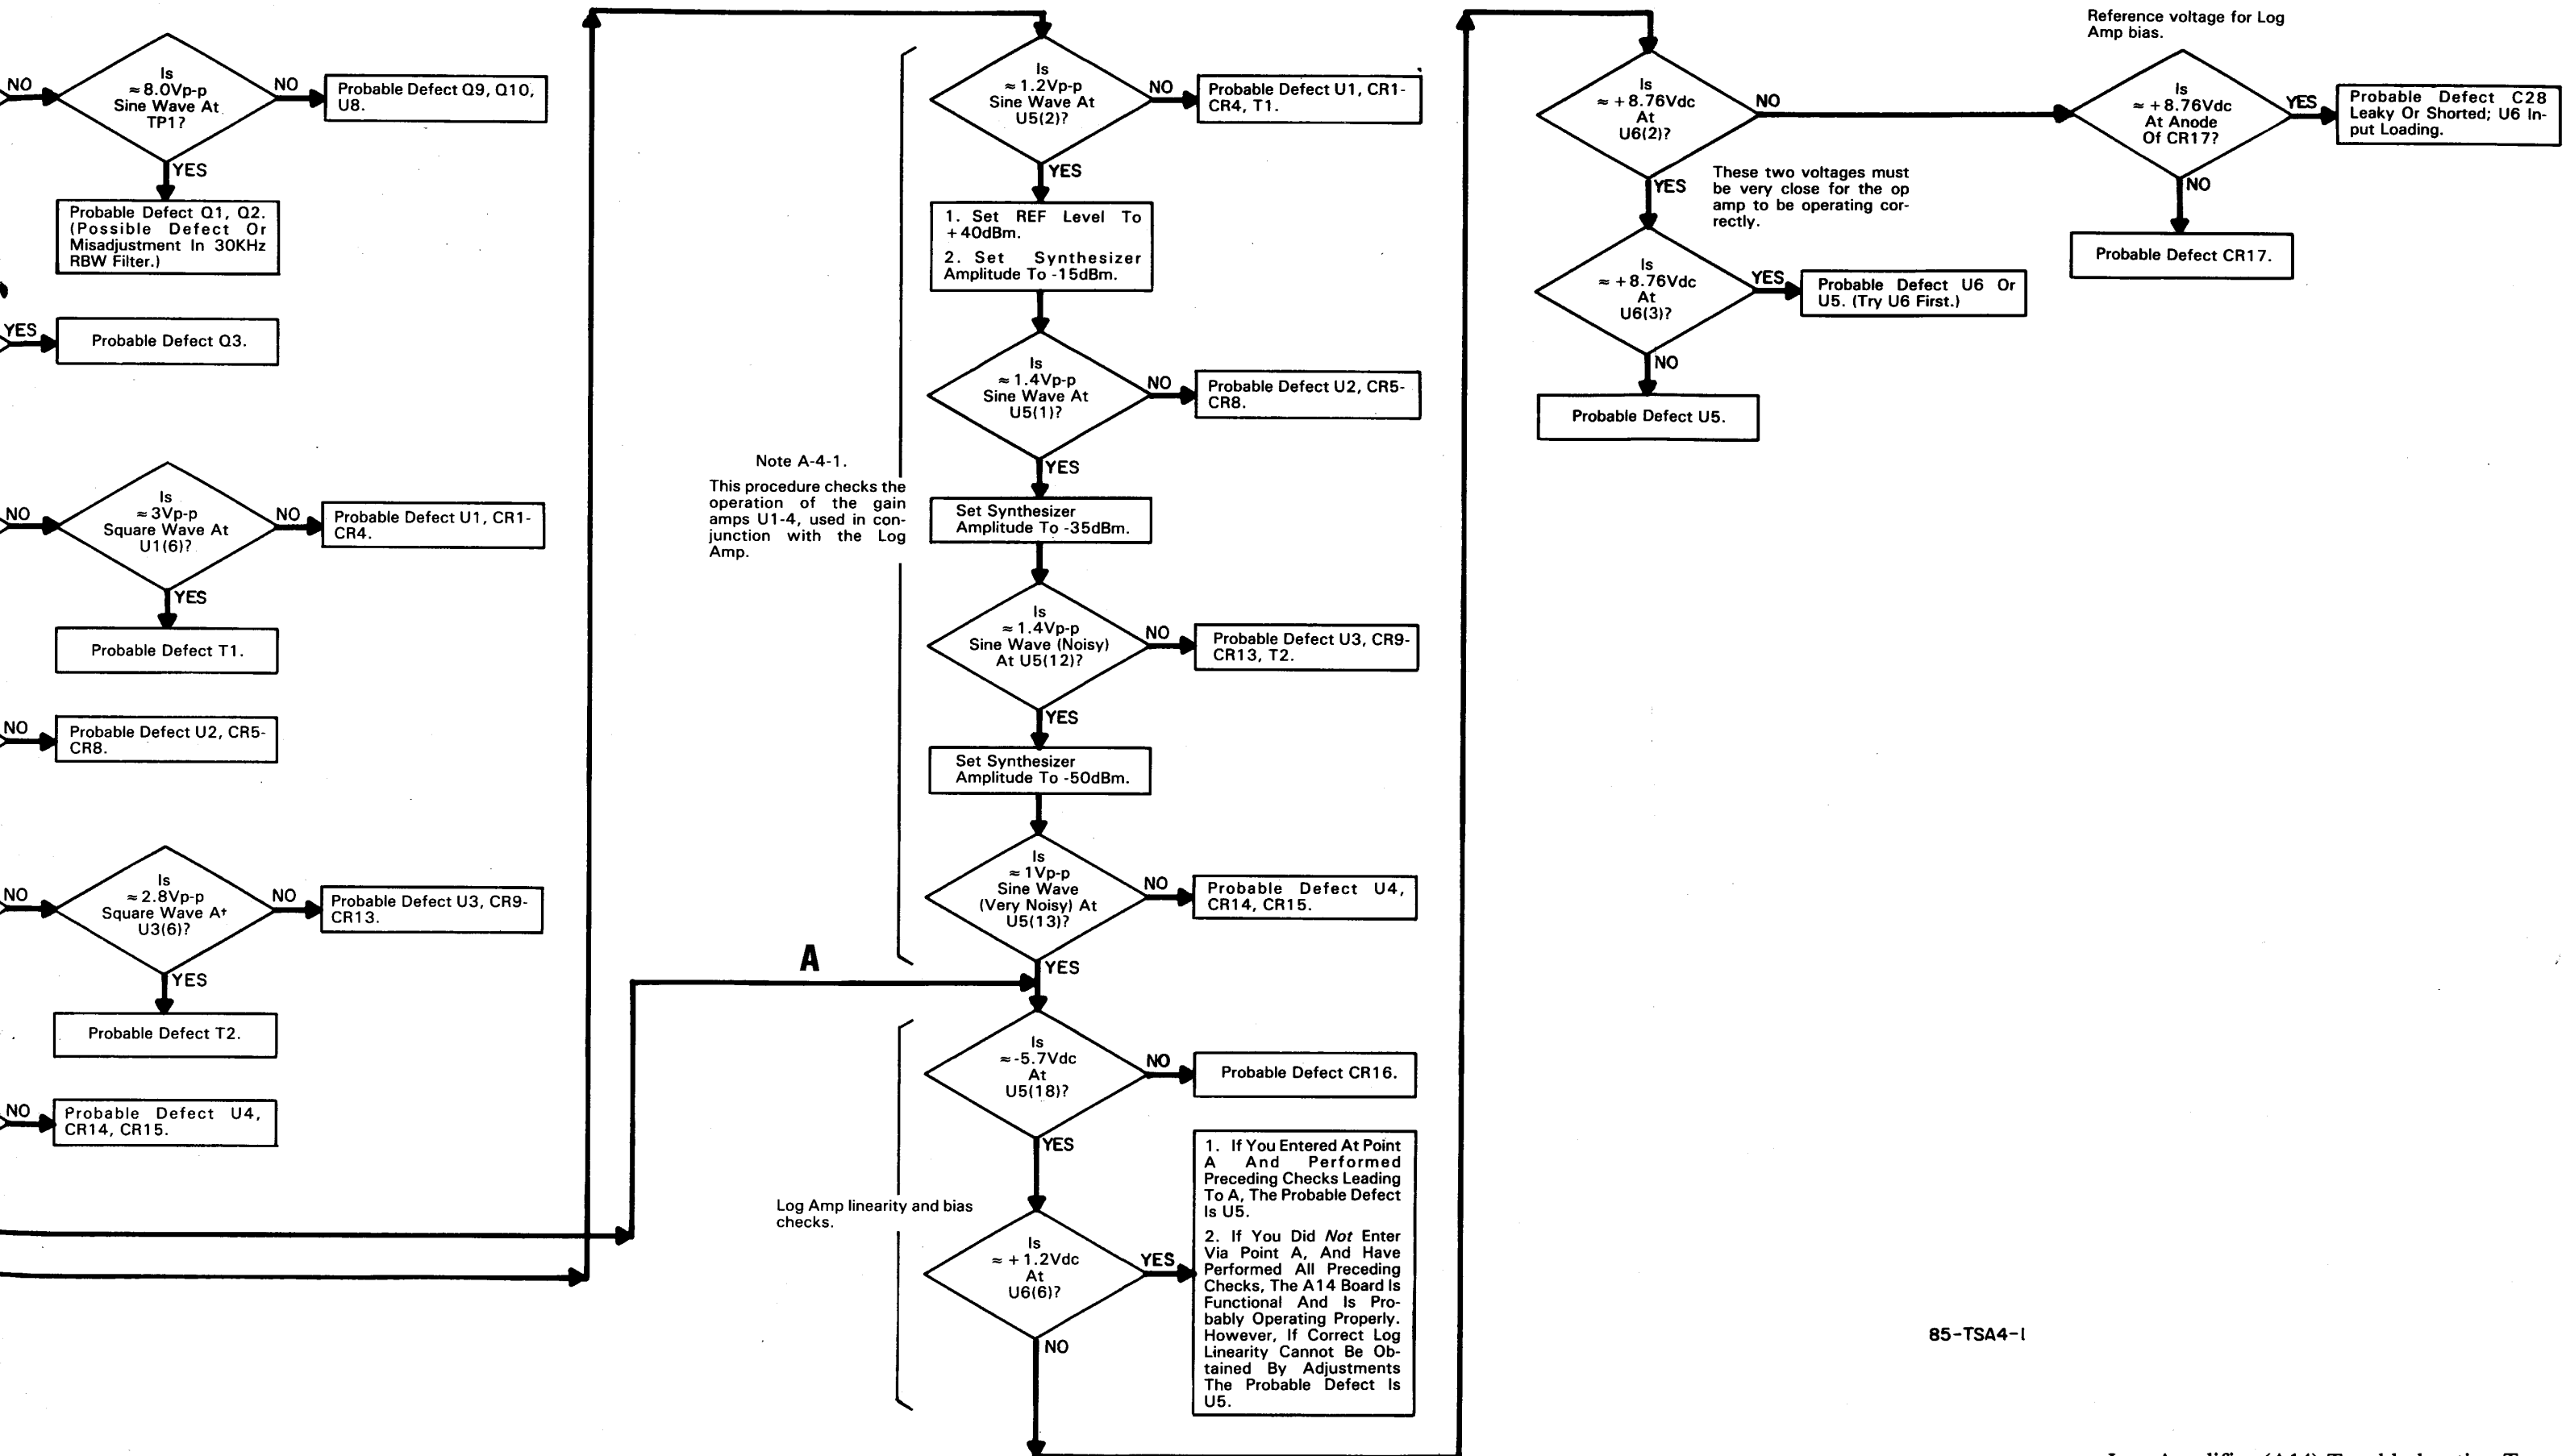 NO
Is
≈8.0Vp-p
Sine Wave At
TP1?
NO
Probable Defect Q9, Q10,
U8.
YES
Probable Defect Q1, Q2.
(Possible Defect Or
Misadjustment In 30KHz
RBW Filter.)
YES
Probable Defect Q3.
NO
Is
≈3Vp-p
Square Wave At
U1(6)?
NO
Probable Defect U1, CR1-
CR4.
YES
Probable Defect T1.
NO
Probable Defect U2, CR5-
CR8.
NO
Is
≈2.8Vp-p
Square Wave At
U3(6)?
NO
Probable Defect U3, CR9-
CR13.
YES
Probable Defect T2.
NO
Probable Defect U4,
CR14, CR15.
Note A-4-1.
This procedure checks the
operation of the gain
amps U1-4, used in con-
junction with the Log
Amp.
Is
≈1.2Vp-p
Sine Wave At
U5(2)?
NO
Probable Defect U1, CR1-
CR4, T1.
YES
1. Set REF Level To
+40dBm.
2. Set Synthesizer
Amplitude To -15dBm.
Is
≈1.4Vp-p
Sine Wave At
U5(1)?
NO
Probable Defect U2, CR5-
CR8.
YES
Set Synthesizer
Amplitude To -35dBm.
Is
≈1.4Vp-p
Sine Wave (Noisy)
At U5(12)?
NO
Probable Defect U3, CR9-
CR13, T2.
YES
Set Synthesizer
Amplitude To -50dBm.
Is
≈1Vp-p
Sine Wave
(Very Noisy) At
U5(13)?
NO
Probable Defect U4,
CR14, CR15.
YES
A
Is
≈-5.7Vdc
At
U5(18)?
NO
Probable Defect CR16.
YES
Log Amp linearity and bias
checks.
Is
≈+1.2Vdc
At
U6(6)?
YES
1. If You Entered At Point
A And Performed
Preceding Checks Leading
To A, The Probable Defect
Is U5.
2. If You Did Not Enter
Via Point A, And Have
Performed All Preceding
Checks, The A14 Board Is
Functional And Is Pro-
bably Operating Properly.
However, If Correct Log
Linearity Cannot Be Ob-
tained By Adjustments
The Probable Defect Is
U5.
NO
Is
≈+8.76Vdc
At
U6(2)?
NO
YES
These two voltages must
be very close for the op
amp to be operating cor-
rectly.
Is
≈+8.76Vdc
At
U6(3)?
YES
Probable Defect U6 Or
U5. (Try U6 First.)
NO
Probable Defect U5.
Reference voltage for Log
Amp bias.
Is
≈+8.76Vdc
At Anode
Of CR17?
YES
Probable Defect C28
Leaky Or Shorted; U6 In-
put Loading.
NO
Probable Defect CR17.
85-TSA4-1